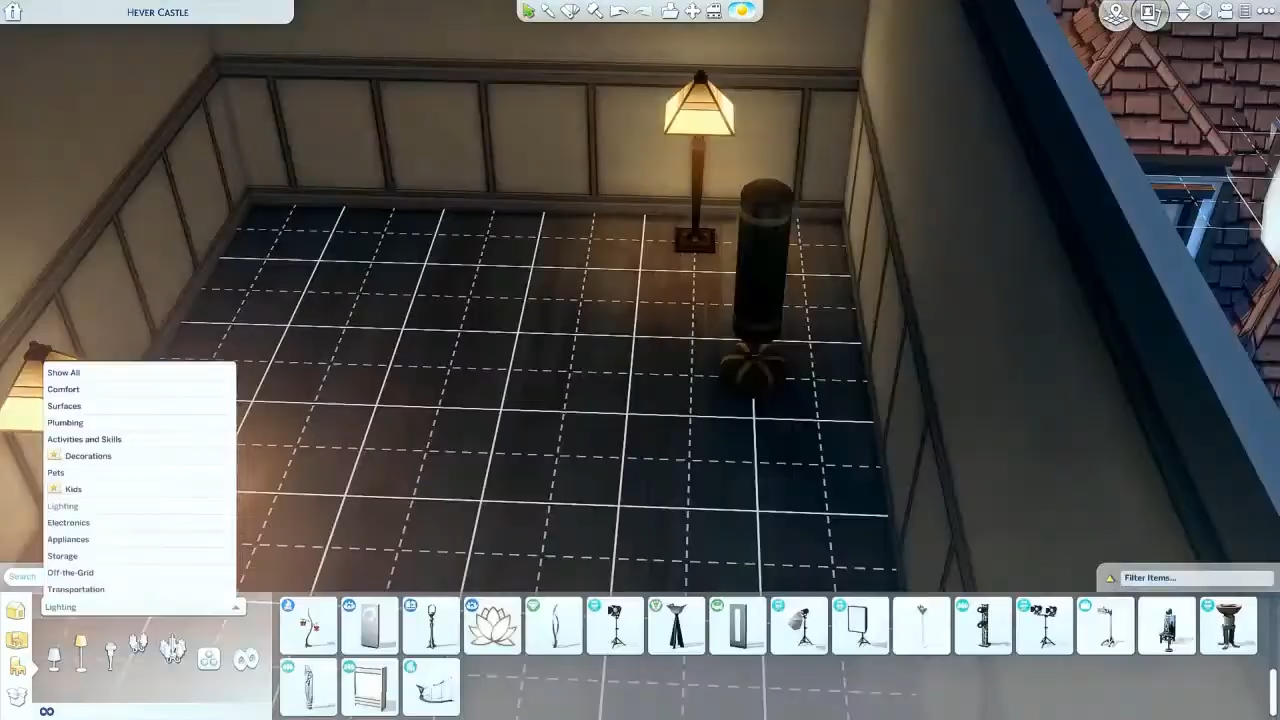 HEVER CASTLE
Show All
Comfort
Surfaces
Plumbing
Activities and Skills
Decorations
Pets
Kids
Lighting
Electronics
Appliances
Storage
Off-the-Grid
Transportation
Search
Lighting
Filter Items...